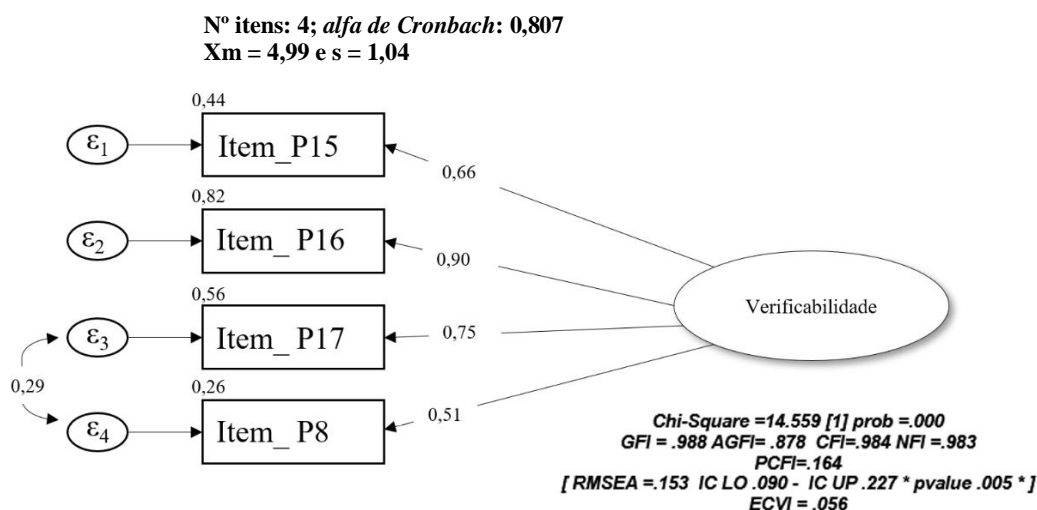 Nº itens: 4; alfa de Cronbach: 0,807
Xm = 4,99 e s = 1,04
0,44
ε1
Item_P15
0,66
0,82
ε2
Item_ P16
0,90
0,56
ε3
Item_ P17
0,75
0,29
0,26
ε4
Item_ P8
0,51
Verificabilidade
Chi-Square =14.559 [1] prob =.000
GFI = .988 AGFI= .878 CFI=.984 NFI =.983
PCFI=.164
[ RMSEA =.153 IC LO .090 - IC UP .227 * pvalue .005 * ]
ECVI = .056